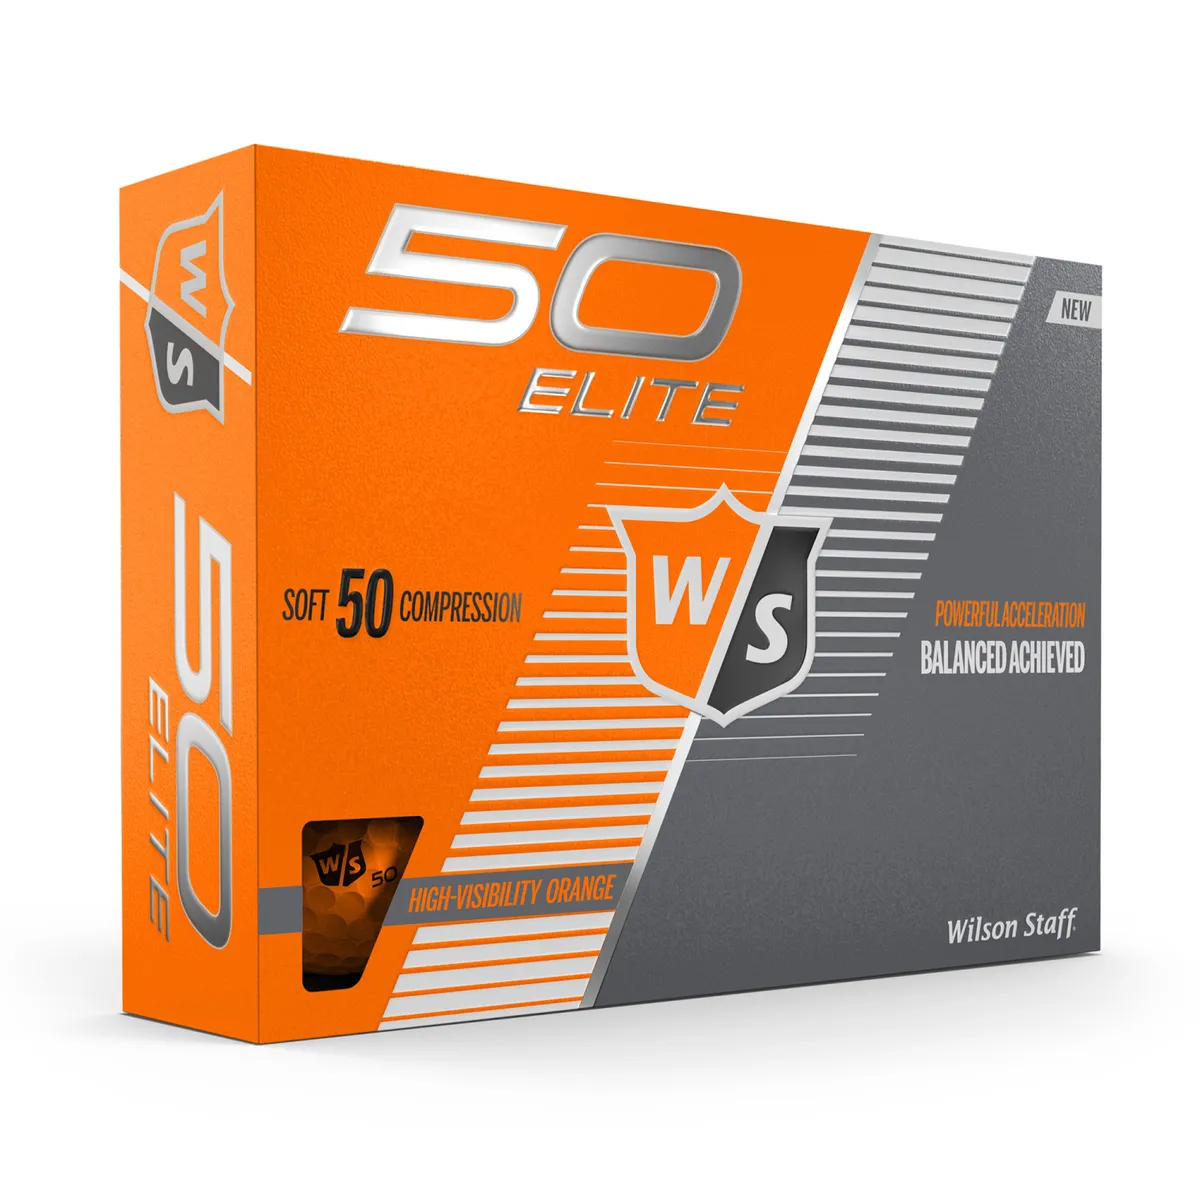 50
ELITE
NEW
W S
SOFT 50 COMPRESSION
POWERFUL ACCELERATION
BALANCED ACHIEVED
W/S
50
HIGH-VISIBILITY ORANGE
Wilson Staff
W
S
50
ELITE